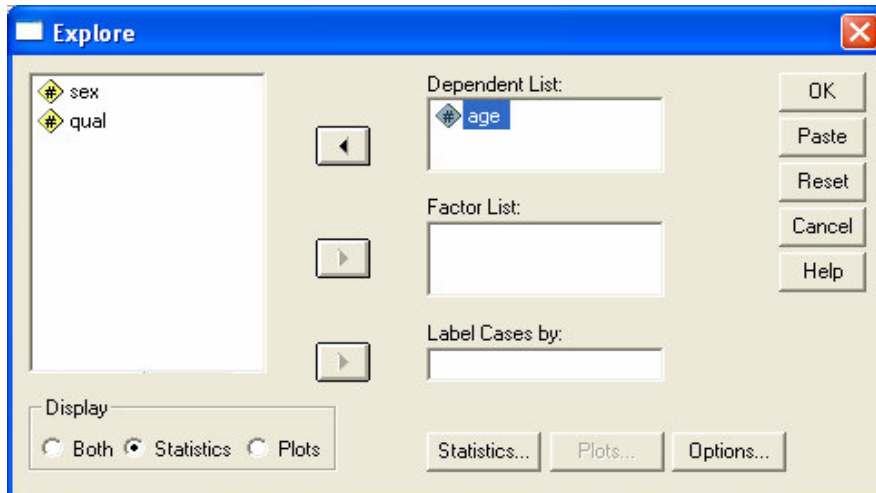 Explore
sex
qual
Dependent List:
age
Factor List:
Label Cases by:
OK
Paste
Reset
Cancel
Help
Display
Both Statistics Plots
Statistics... Plots... Options...